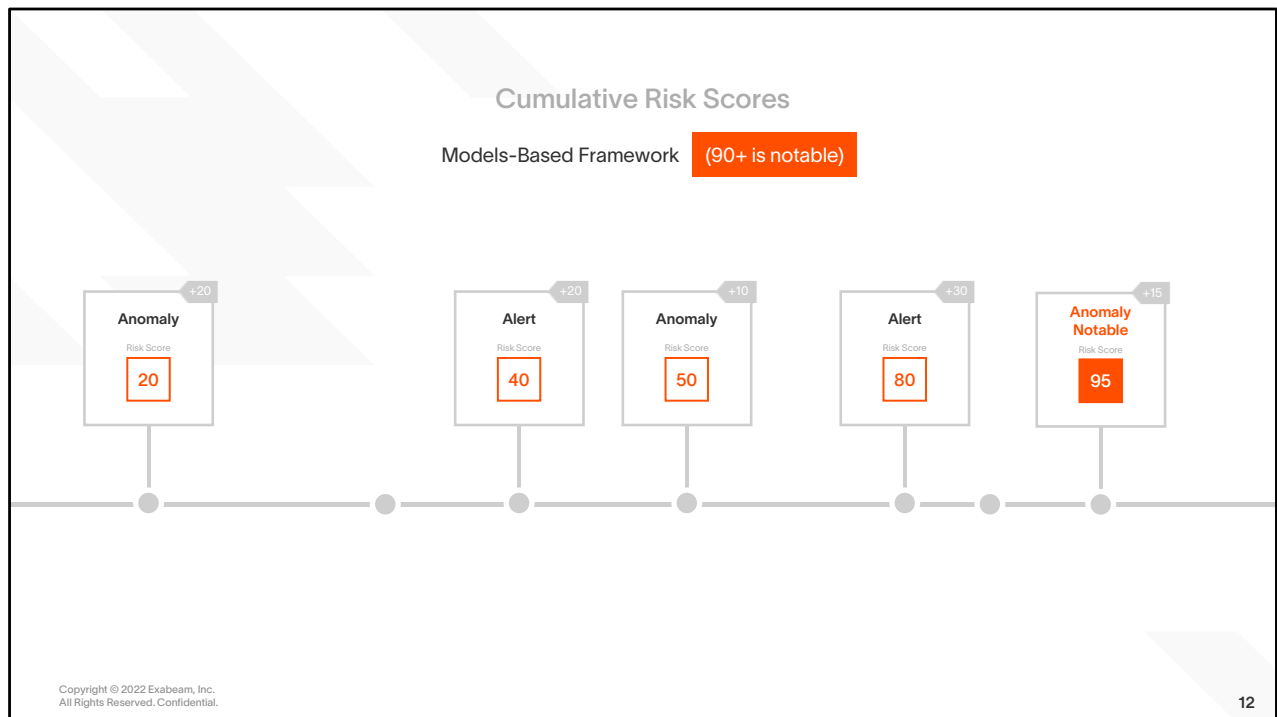 Cumulative Risk Scores
Models-Based Framework (90+ is notable)
+20
Anomaly
Risk Score
20
+20
Alert
Risk Score
40
+10
Anomaly
Risk Score
50
+30
Alert
Risk Score
80
+15
Anomaly
Notable
Risk Score
95
Copyright © 2022 Exabeam, Inc.
All Rights Reserved. Confidential.
12